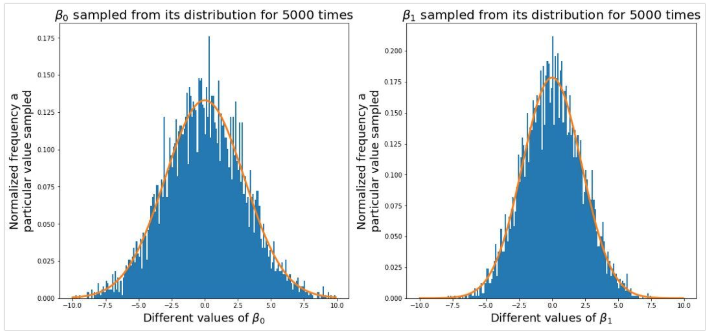 β₀ sampled from its distribution for 5000 times
Normalized frequency a
particular value sampled
0.175
0.150
0.125
0.100
0.075
0.050
0.025
0.000
−10.0 −7.5 −5.0 −2.5 0.0 2.5 5.0 7.5 10.0
Different values of β₀
β₁ sampled from its distribution for 5000 times
Normalized frequency a
particular value sampled
0.200
0.175
0.150
0.125
0.100
0.075
0.050
0.025
0.000
−10.0 −7.5 −5.0 −2.5 0.0 2.5 5.0 7.5 10.0
Different values of β₁